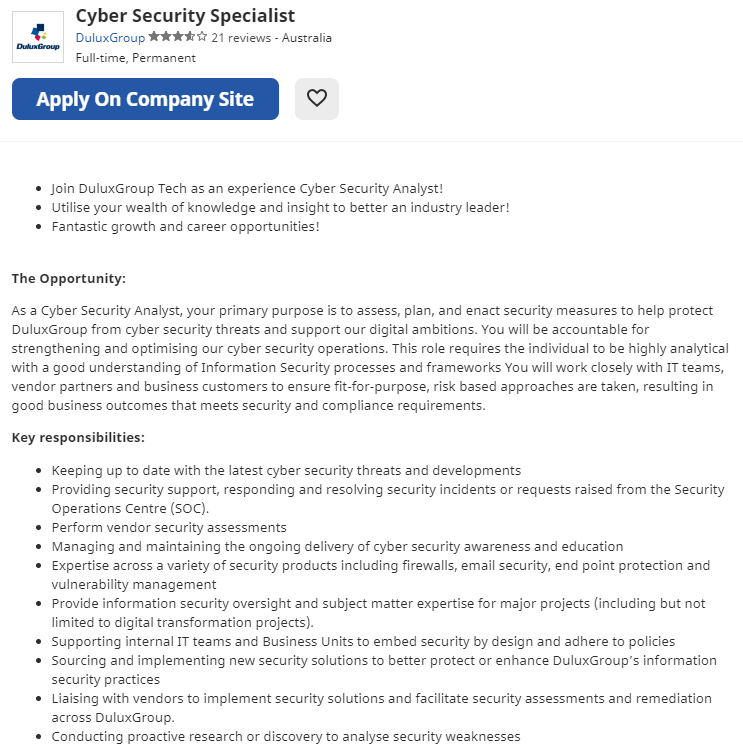 Cyber Security Specialist
DuluxGroup 21 reviews - Australia
Full-time, Permanent
DuluxGroup
Apply On Company Site
Join DuluxGroup Tech as an experience Cyber Security Analyst!
Utilise your wealth of knowledge and insight to better an industry leader!
Fantastic growth and career opportunities!
The Opportunity:
As a Cyber Security Analyst, your primary purpose is to assess, plan, and enact security measures to help protect
DuluxGroup from cyber security threats and support our digital ambitions. You will be accountable for
strengthening and optimising our cyber security operations. This role requires the individual to be highly analytical
with a good understanding of Information Security processes and frameworks You will work closely with IT teams,
vendor partners and business customers to ensure fit-for-purpose, risk based approaches are taken, resulting in
good business outcomes that meets security and compliance requirements.
Key responsibilities:
Keeping up to date with the latest cyber security threats and developments
Providing security support, responding and resolving security incidents or requests raised from the Security
Operations Centre (SOC).
Perform vendor security assessments
Managing and maintaining the ongoing delivery of cyber security awareness and education
Expertise across a variety of security products including firewalls, email security, end point protection and
vulnerability management
Provide information security oversight and subject matter expertise for major projects (including but not
limited to digital transformation projects).
Supporting internal IT teams and Business Units to embed security by design and adhere to policies
Sourcing and implementing new security solutions to better protect or enhance DuluxGroup's information
security practices
Liaising with vendors to implement security solutions and facilitate security assessments and remediation
across DuluxGroup.
Conducting proactive research or discovery to analyse security weaknesses